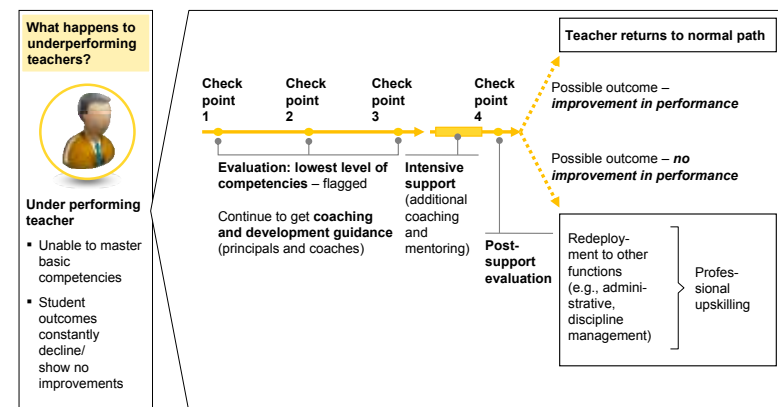 What happens to
underperforming
teachers?
Under performing
teacher
▪ Unable to master
basic
competencies
▪ Student
outcomes
constantly
decline/
show no
improvements
Check
point
1
Check
point
2
Check
point
3
Check
point
4
Evaluation: lowest level of
competencies – flagged
Continue to get coaching
and development guidance
(principals and coaches)
Intensive
support
(additional
coaching
and
mentoring)
Post-
support
evaluation
Teacher returns to normal path
Possible outcome –
improvement in performance
Possible outcome – no
improvement in performance
Redeploy-
ment to other
functions
(e.g., admini-
strative,
discipline
management)
Profes-
sional
upskilling